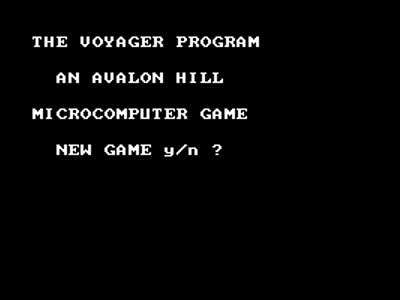 THE VOYAGER PROGRAM
AN AVALON HILL
MICROCOMPUTER GAME
NEW GAME y/n ?